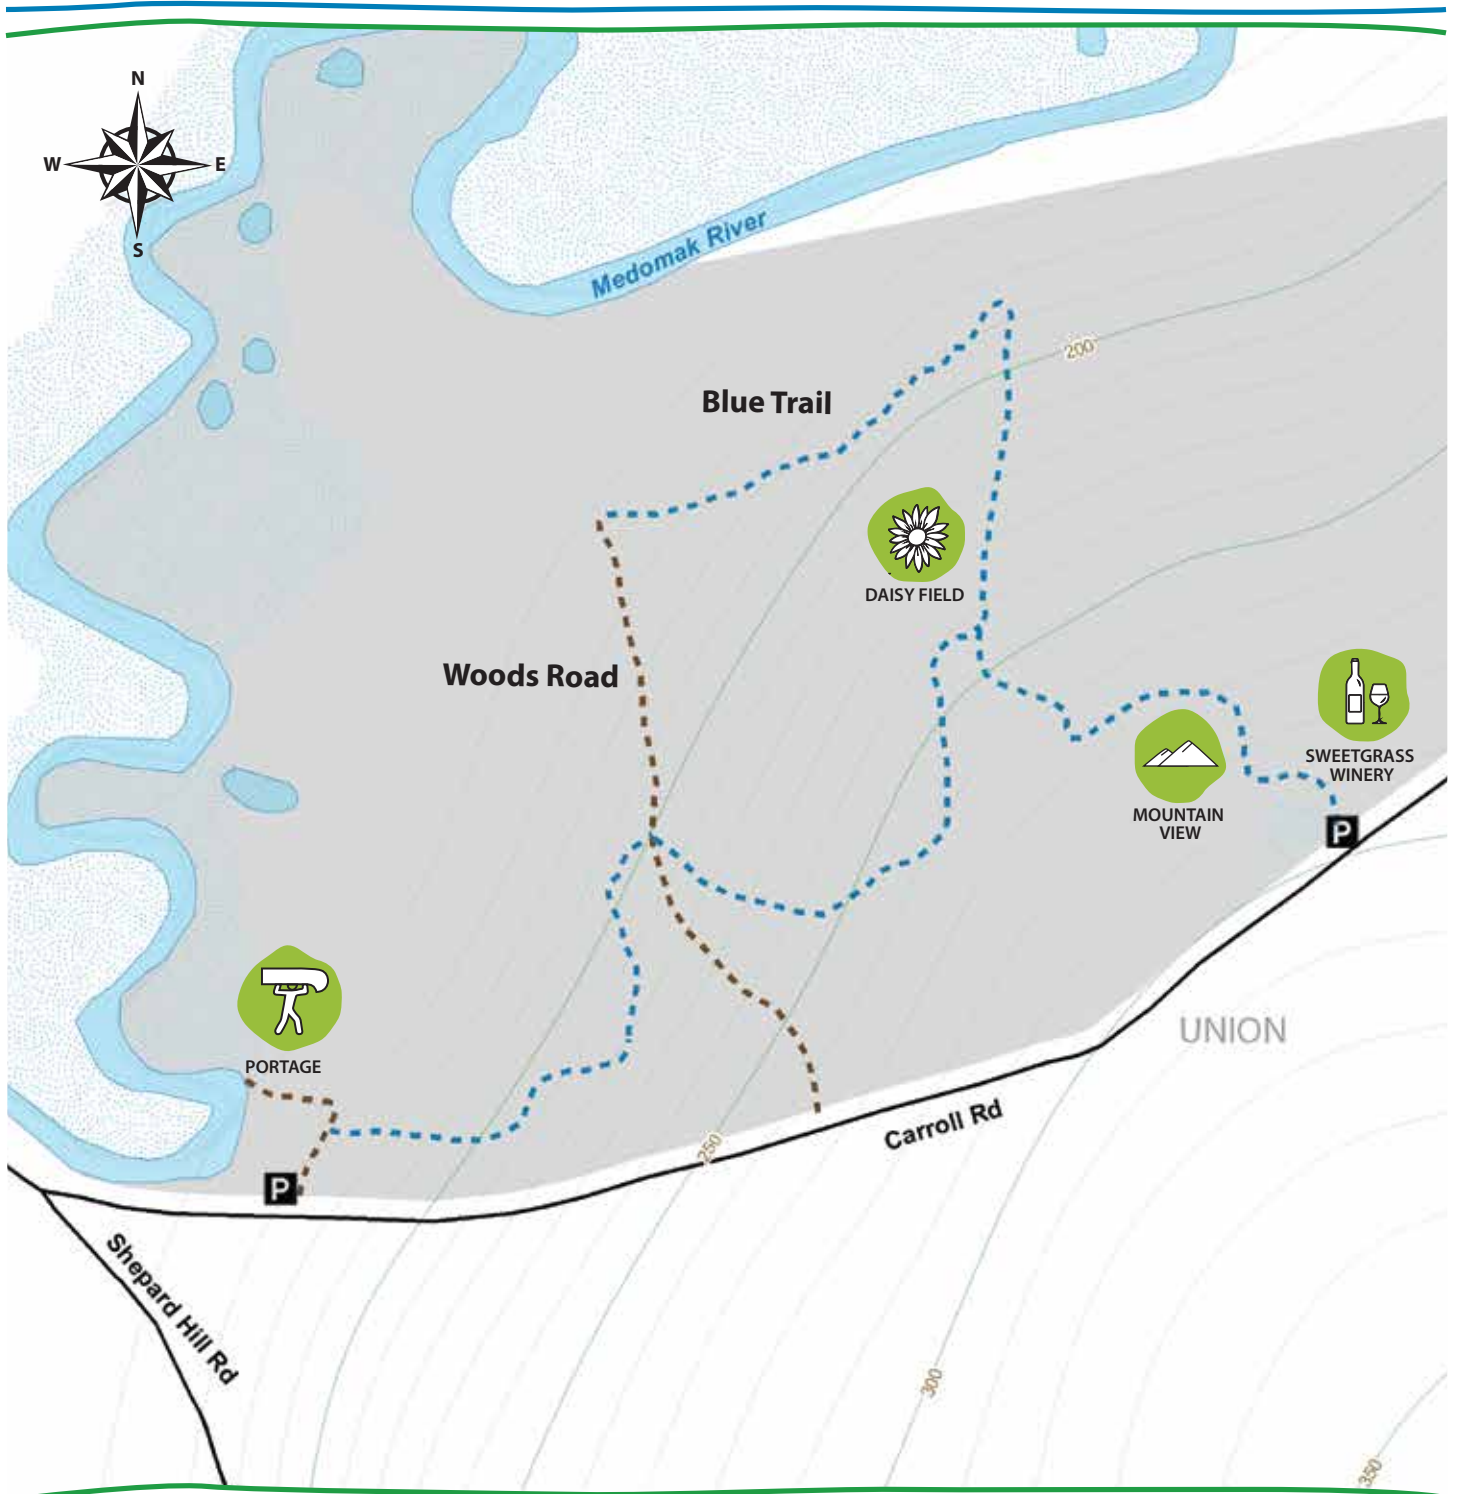 N
W
E
S
Medomak River
200
Blue Trail
DAISY FIELD
Woods Road
SWEETGRASS
WINERY
MOUNTAIN
VIEW
P
UNION
PORTAGE
Carroll Rd
250
P
Shepard Hill Rd
300
350